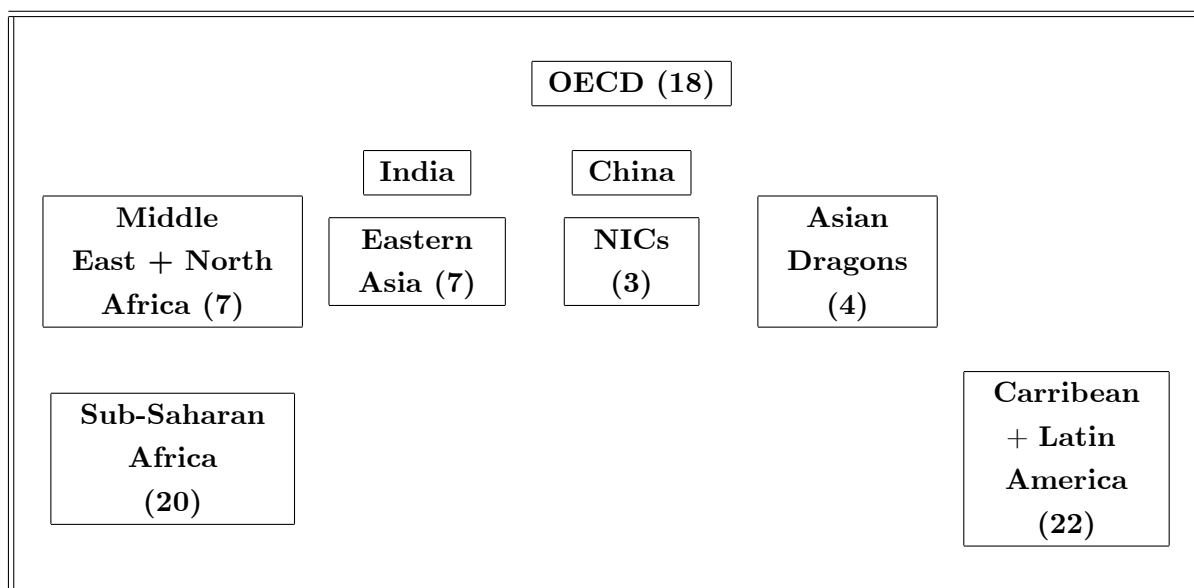 OECD (18)
India
China
Middle
East + North
Africa (7)
Eastern
Asia (7)
NICs
(3)
Asian
Dragons
(4)
Sub-Saharan
Africa
(20)
Carribean
+ Latin
America
(22)